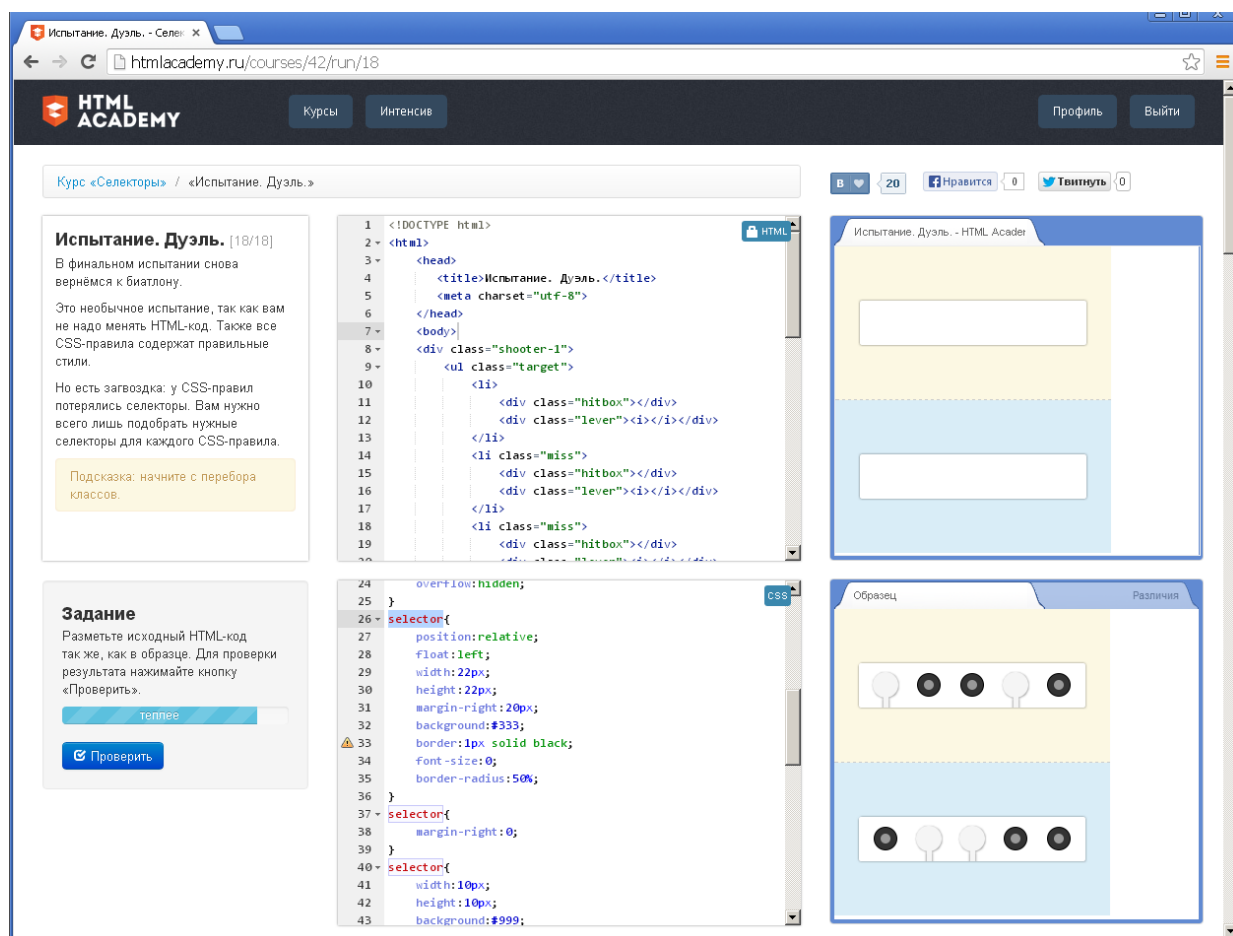 Испытание. Дуэль. - Селек
htmlacademy.ru/courses/42/run/18
HTML
ACADEMY
Курсы
Интенсив
Профиль
Выйти
Курс «Селекторы» / «Испытание. Дуэль.»
В
20
Нравится
0
Твитнуть
0
Испытание. Дуэль. [18/18]
В финальном испытании снова
вернёмся к биатлону.
Это необычное испытание, так как вам
не надо менять HTML-код. Также все
CSS-правила содержат правильные
стили.
Но есть загвоздка: у CSS-правил
потерялись селекторы. Вам нужно
всего лишь подобрать нужные
селекторы для каждого CSS-правила.
Подсказка: начните с перебора
классов.
HTML
1 <!DOCTYPE html>
2 <html>
3 <head>
4 <title>Испытание. Дуэль.</title>
5 <meta charset="utf-8">
6 </head>
7 <body>
8 <div class="shooter-1">
9 <ul class="target">
10 <li>
11 <div class="hitbox"></div>
12 <div class="lever"><i></i></div>
13 </li>
14 <li class="miss">
15 <div class="hitbox"></div>
16 <div class="lever"><i></i></div>
17 </li>
18 <li class="miss">
19 <div class="hitbox"></div>
20 <div class="lever"><i></i></div>
Испытание. Дуэль. - HTML Acader
Задание
Разметьте исходный HTML-код
так же, как в образце. Для проверки
результата нажимайте кнопку
«Проверить».
теплее
Проверить
CSS
24 overflow:hidden;
25 }
26 selector{
27 position:relative;
28 float:left;
29 width:22px;
30 height:22px;
31 margin-right:20px;
32 background:#333;
33 border:1px solid black;
34 font-size:0;
35 border-radius:50%;
36 }
37 selector{
38 margin-right:0;
39 }
40 selector{
41 width:10px;
42 height:10px;
43 background:#999;
Образец
Различия